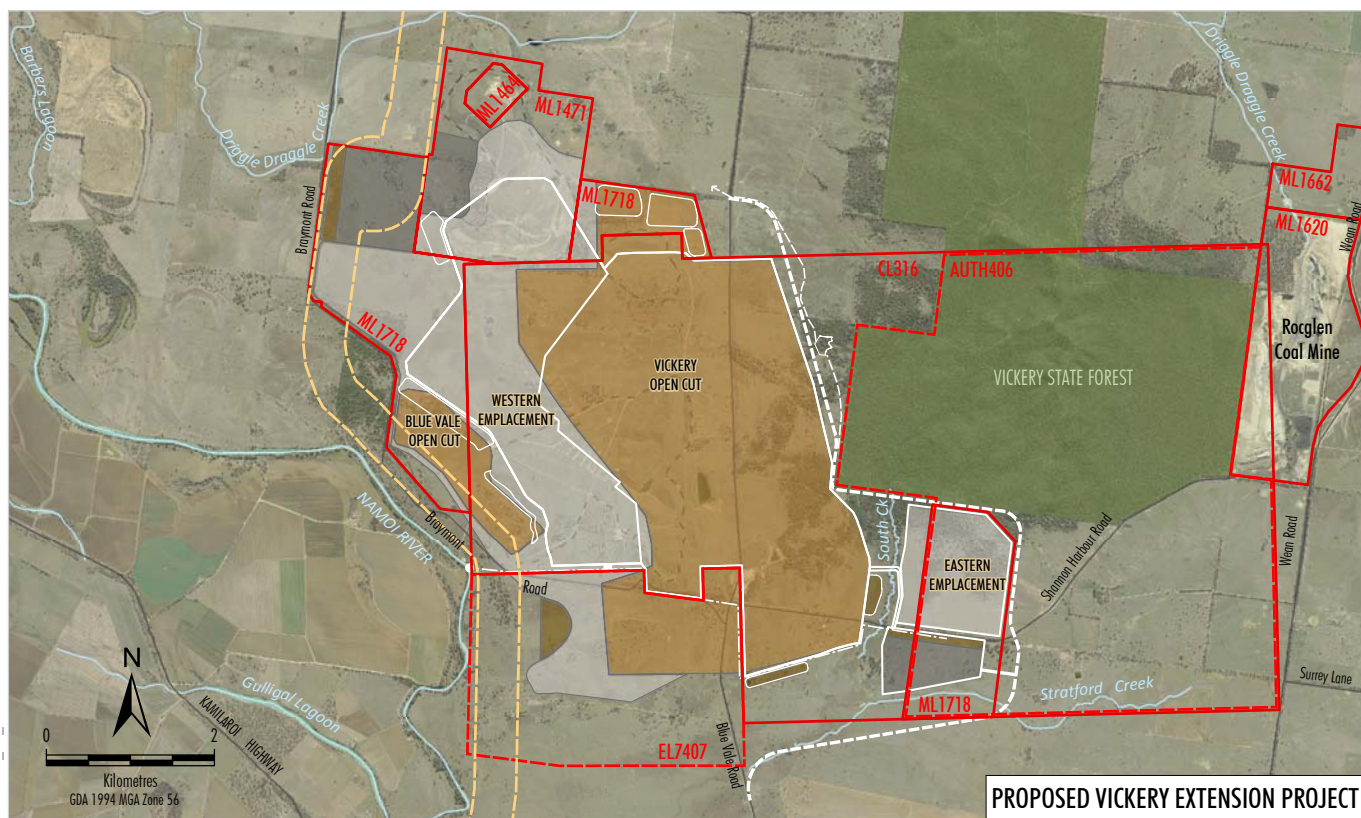 Barbers Lagoon
Driggle Draggle Creek
ML1464
ML1471
Driggle Draggle Creek
ML1662
ML1620
Wean Road
Braymont Road
ML1718
CL316
AUTH406
Rocglen
Coal Mine
ML1718
VICKERY
OPEN CUT
VICKERY STATE FOREST
WESTERN
EMPLACEMENT
BLUE VALE
OPEN CUT
NAMOI RIVER
Braymont
Road
South Ck
EASTERN
EMPLACEMENT
Shannon Harbour Road
Wean Road
N
Gulligal Lagoon
KAMILAROI HIGHWAY
Stratford Creek
Surrey Lane
ML1718
Blue Vale Road
EL7407
0 2
Kilometres
GDA 1994 MGA Zone 56
PROPOSED VICKERY EXTENSION PROJECT